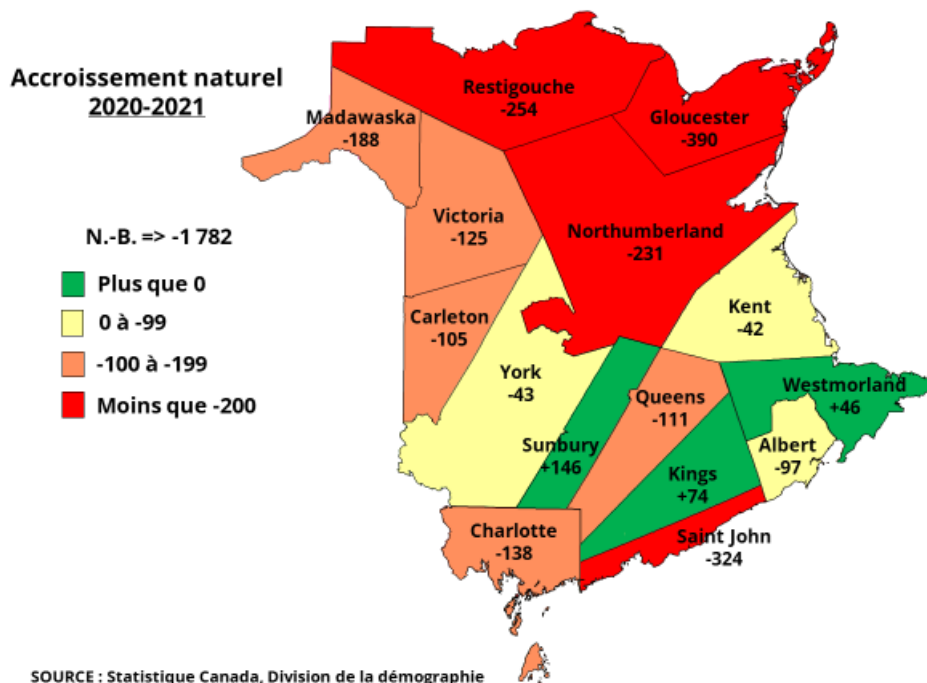 Accroissement naturel
2020-2021
Restigouche
-254
Gloucester
-390
Madawaska
-188
Victoria
-125
Northumberland
-231
N.-B. => -1 782
Plus que 0
0 à -99
-100 à -199
Moins que -200
Carleton
-105
Kent
-42
York
-43
Queens
-111
Westmorland
+46
Sunbury
+146
Albert
-97
Kings
+74
Charlotte
-138
Saint John
-324
SOURCE : Statistique Canada, Division de la démographie